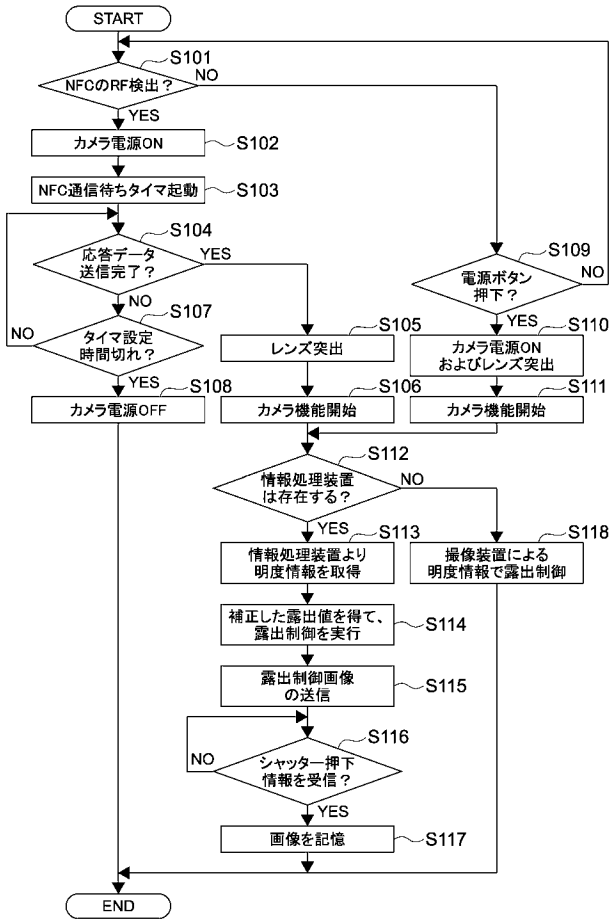 START
S101
NFCのRF検出？
NO
YES
カメラ電源ON
S102
NFC通信待ちタイマ起動
S103
S104
応答データ
送信完了？
YES
NO
S109
電源ボタン
押下？
NO
YES
S107
タイマ設定
時間切れ？
NO
YES
S105
レンズ突出
S110
カメラ電源ON
およびレンズ突出
S108
カメラ電源OFF
S106
カメラ機能開始
S111
カメラ機能開始
S112
情報処理装置
は存在する？
NO
YES
S113
情報処理装置より
明度情報を取得
S118
撮像装置による
明度情報で露出制御
補正した露出値を得て、
露出制御を実行
S114
露出制御画像
の送信
S115
S116
シャッター押下
情報を受信？
NO
YES
画像を記憶
S117
END